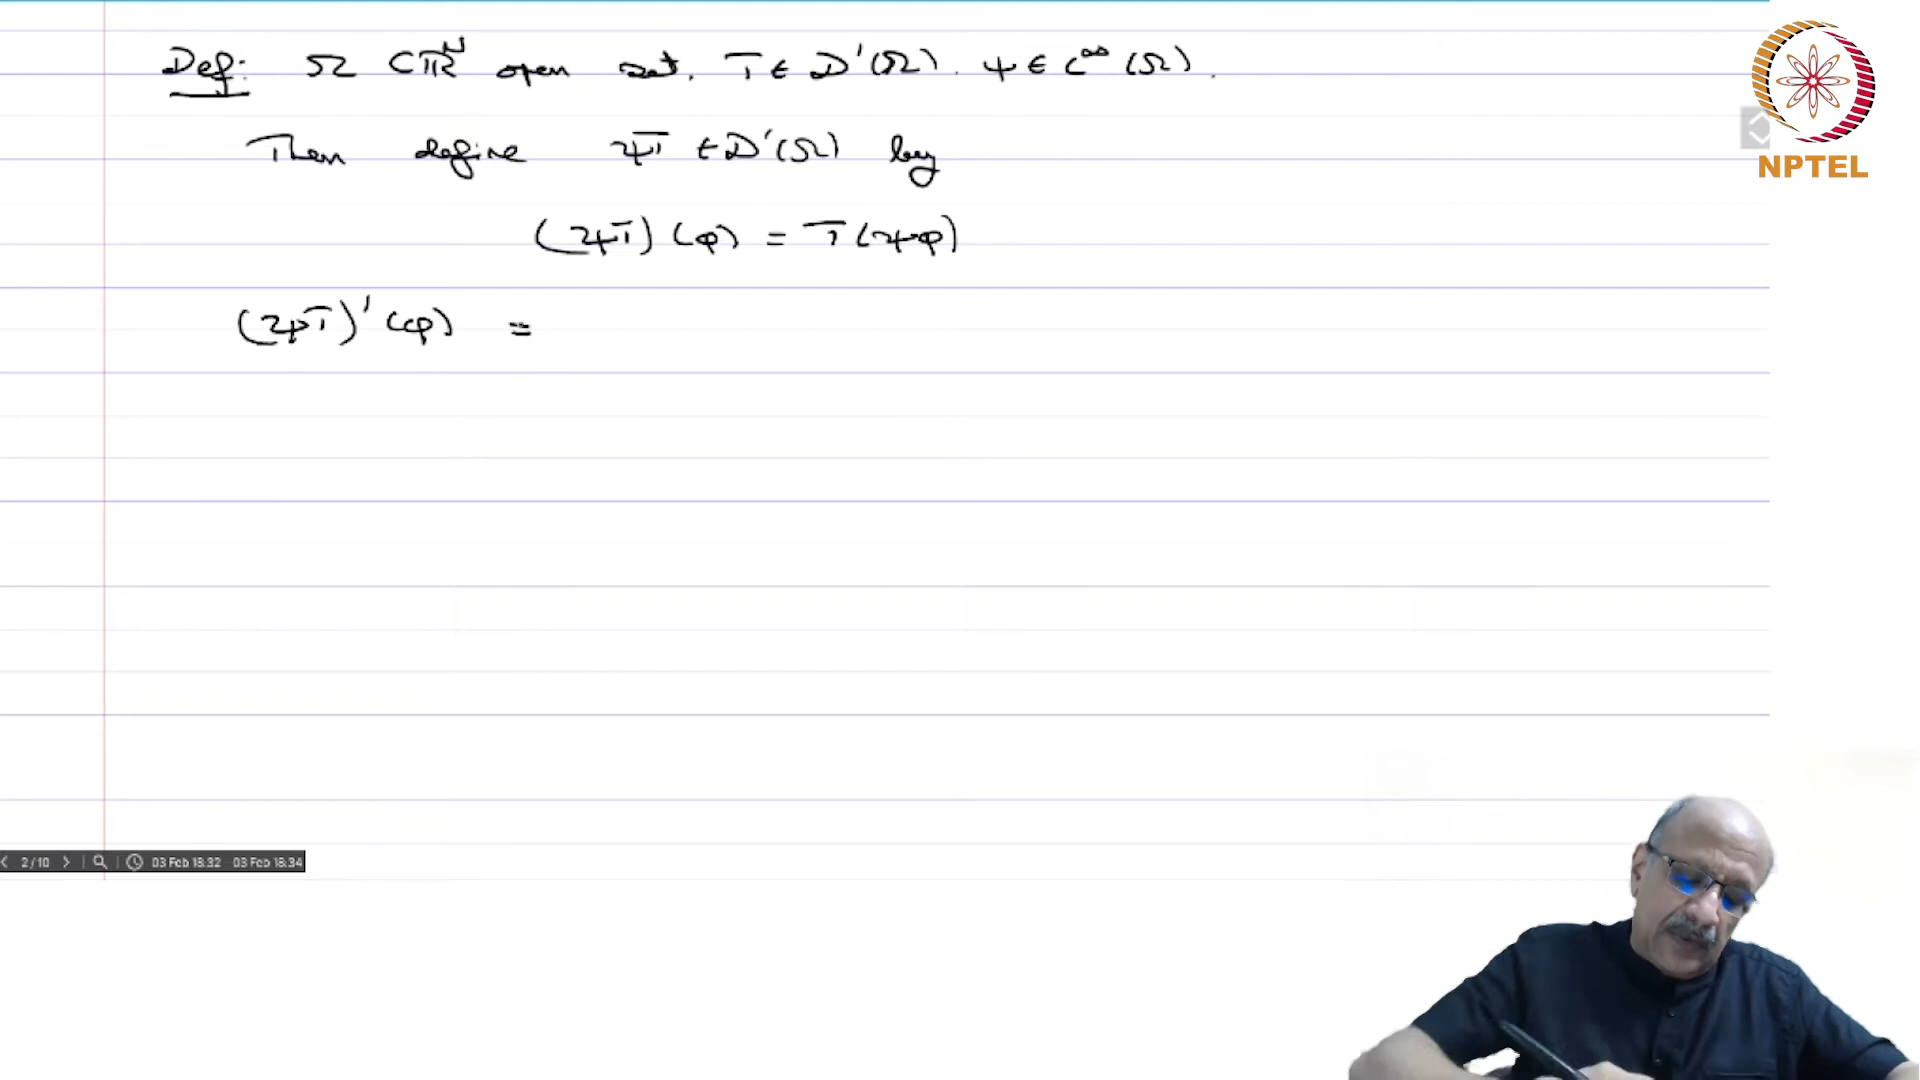 Def: Ω ⊂ ℝᴺ open set. T ∈ D'(Ω). ψ ∈ C^∞(Ω).
Then define ψT ∈ D'(Ω) by
(ψT)(φ) = T(ψφ)
(ψT)'(φ) =
NPTEL
2/10 03 Feb 18:32 03 Feb 18:34